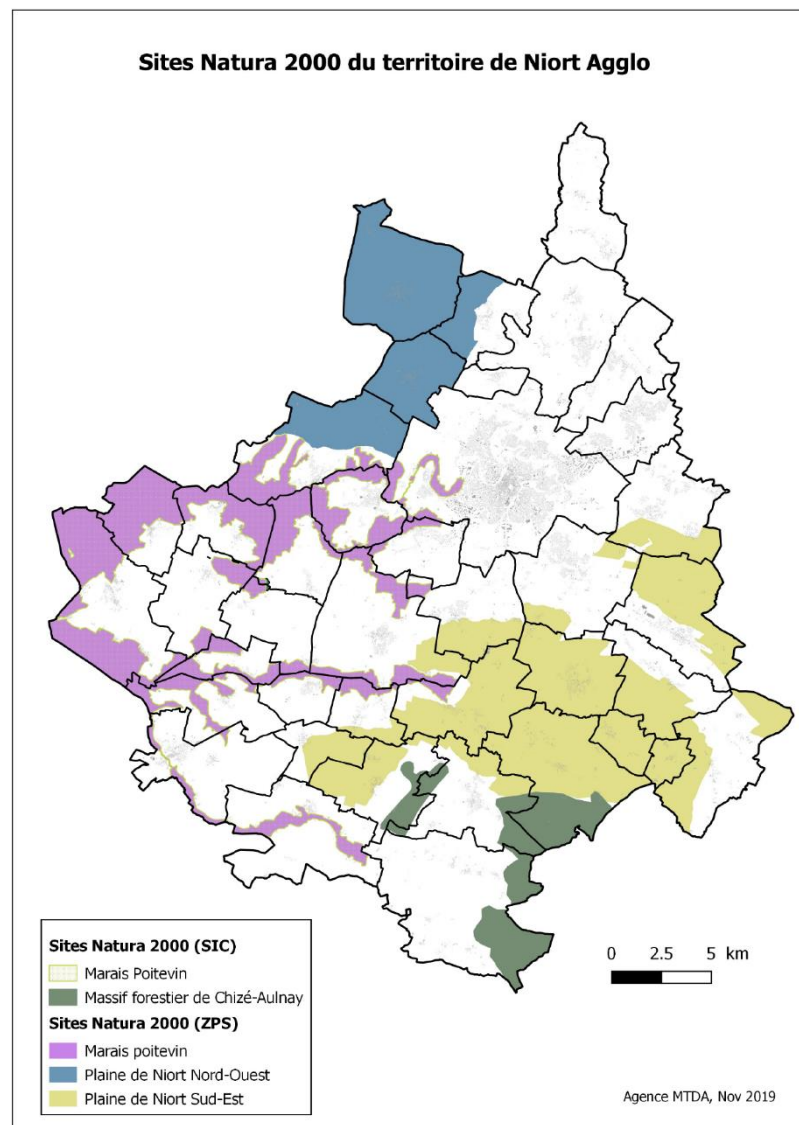 Sites Natura 2000 du territoire de Niort Agglo
Sites Natura 2000 (SIC)
Marais Poitevin
Massif forestier de Chizé-Aulnay
Sites Natura 2000 (ZPS)
Marais poitevin
Plaine de Niort Nord-Ouest
Plaine de Niort Sud-Est
0 2.5 5 km
Agence MTDA, Nov 2019